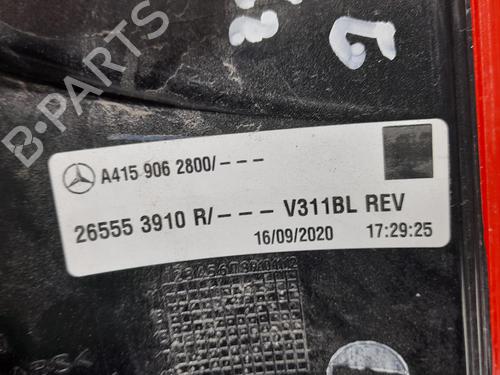 B-PARTS
A415 906 2800/---
26555 3910 R/--- V311BL REV
16/09/2020 17:29:25